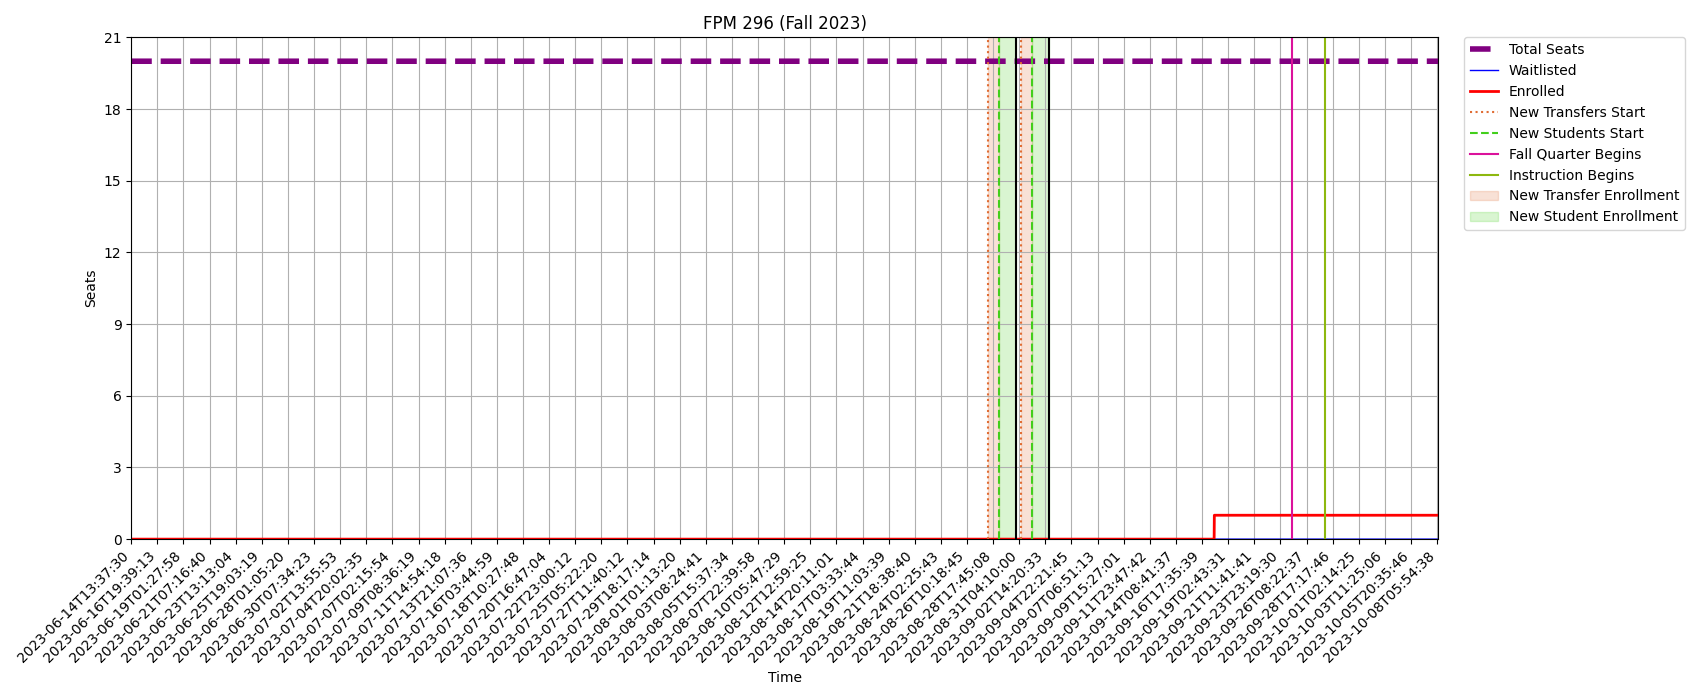 FPM 296 (Fall 2023)
21
18
15
12
9
6
3
0
Seats
2023-06-14T13:37:30
2023-06-16T19:39:13
2023-06-19T01:27:58
2023-06-21T07:16:40
2023-06-23T13:13:04
2023-06-25T19:03:19
2023-06-28T01:05:20
2023-06-30T07:34:23
2023-07-02T13:55:53
2023-07-04T20:02:35
2023-07-07T02:15:54
2023-07-09T08:36:19
2023-07-11T14:54:18
2023-07-13T21:07:36
2023-07-16T03:44:59
2023-07-18T10:27:48
2023-07-20T16:47:04
2023-07-22T23:00:12
2023-07-25T05:22:20
2023-07-27T11:40:12
2023-07-29T18:17:14
2023-08-01T01:13:20
2023-08-03T08:24:41
2023-08-05T15:37:34
2023-08-07T22:39:58
2023-08-10T05:47:29
2023-08-12T12:59:25
2023-08-14T20:11:01
2023-08-17T03:33:44
2023-08-19T11:03:39
2023-08-21T18:38:40
2023-08-24T02:25:43
2023-08-26T10:18:45
2023-08-28T17:45:08
2023-08-31T04:10:00
2023-09-02T14:20:33
2023-09-04T22:21:45
2023-09-07T06:51:13
2023-09-09T15:27:01
2023-09-11T23:47:42
2023-09-14T08:41:37
2023-09-16T17:35:39
2023-09-19T02:43:31
2023-09-21T11:41:41
2023-09-23T23:19:30
2023-09-26T08:22:37
2023-09-28T17:17:46
2023-10-01T02:14:25
2023-10-03T11:25:06
2023-10-05T20:35:46
2023-10-08T05:54:38
Time
Total Seats
Waitlisted
Enrolled
New Transfers Start
New Students Start
Fall Quarter Begins
Instruction Begins
New Transfer Enrollment
New Student Enrollment